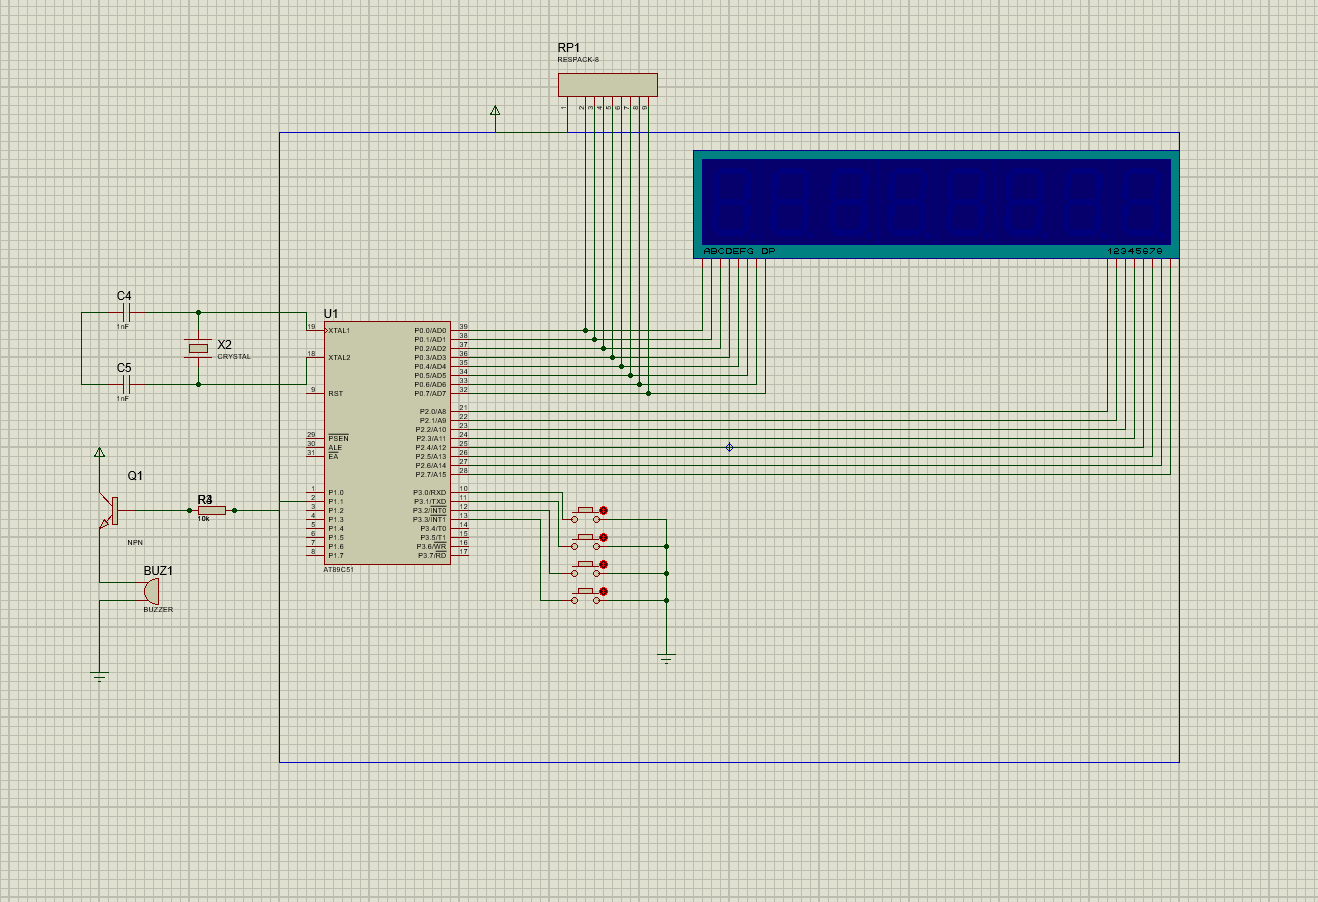 RP1
RESPACK-8
1 2 3 4 5 6 7 8 9
ABCDEFG DP
12345678
C4
1nF
X2
CRYSTAL
C5
1nF
U1
19 XTAL1
18 XTAL2
9 RST
29 PSEN
30 ALE
31 EA
1 P1.0
2 P1.1
3 P1.2
4 P1.3
5 P1.4
6 P1.5
7 P1.6
8 P1.7
P0.0/AD0 39
P0.1/AD1 38
P0.2/AD2 37
P0.3/AD3 36
P0.4/AD4 35
P0.5/AD5 34
P0.6/AD6 33
P0.7/AD7 32
P2.0/A8 21
P2.1/A9 22
P2.2/A10 23
P2.3/A11 24
P2.4/A12 25
P2.5/A13 26
P2.6/A14 27
P2.7/A15 28
P3.0/RXD 10
P3.1/TXD 11
P3.2/INT0 12
P3.3/INT1 13
P3.4/T0 14
P3.5/T1 15
P3.6/WR 16
P3.7/RD 17
AT89C51
Q1
NPN
10k
BUZ1
BUZZER